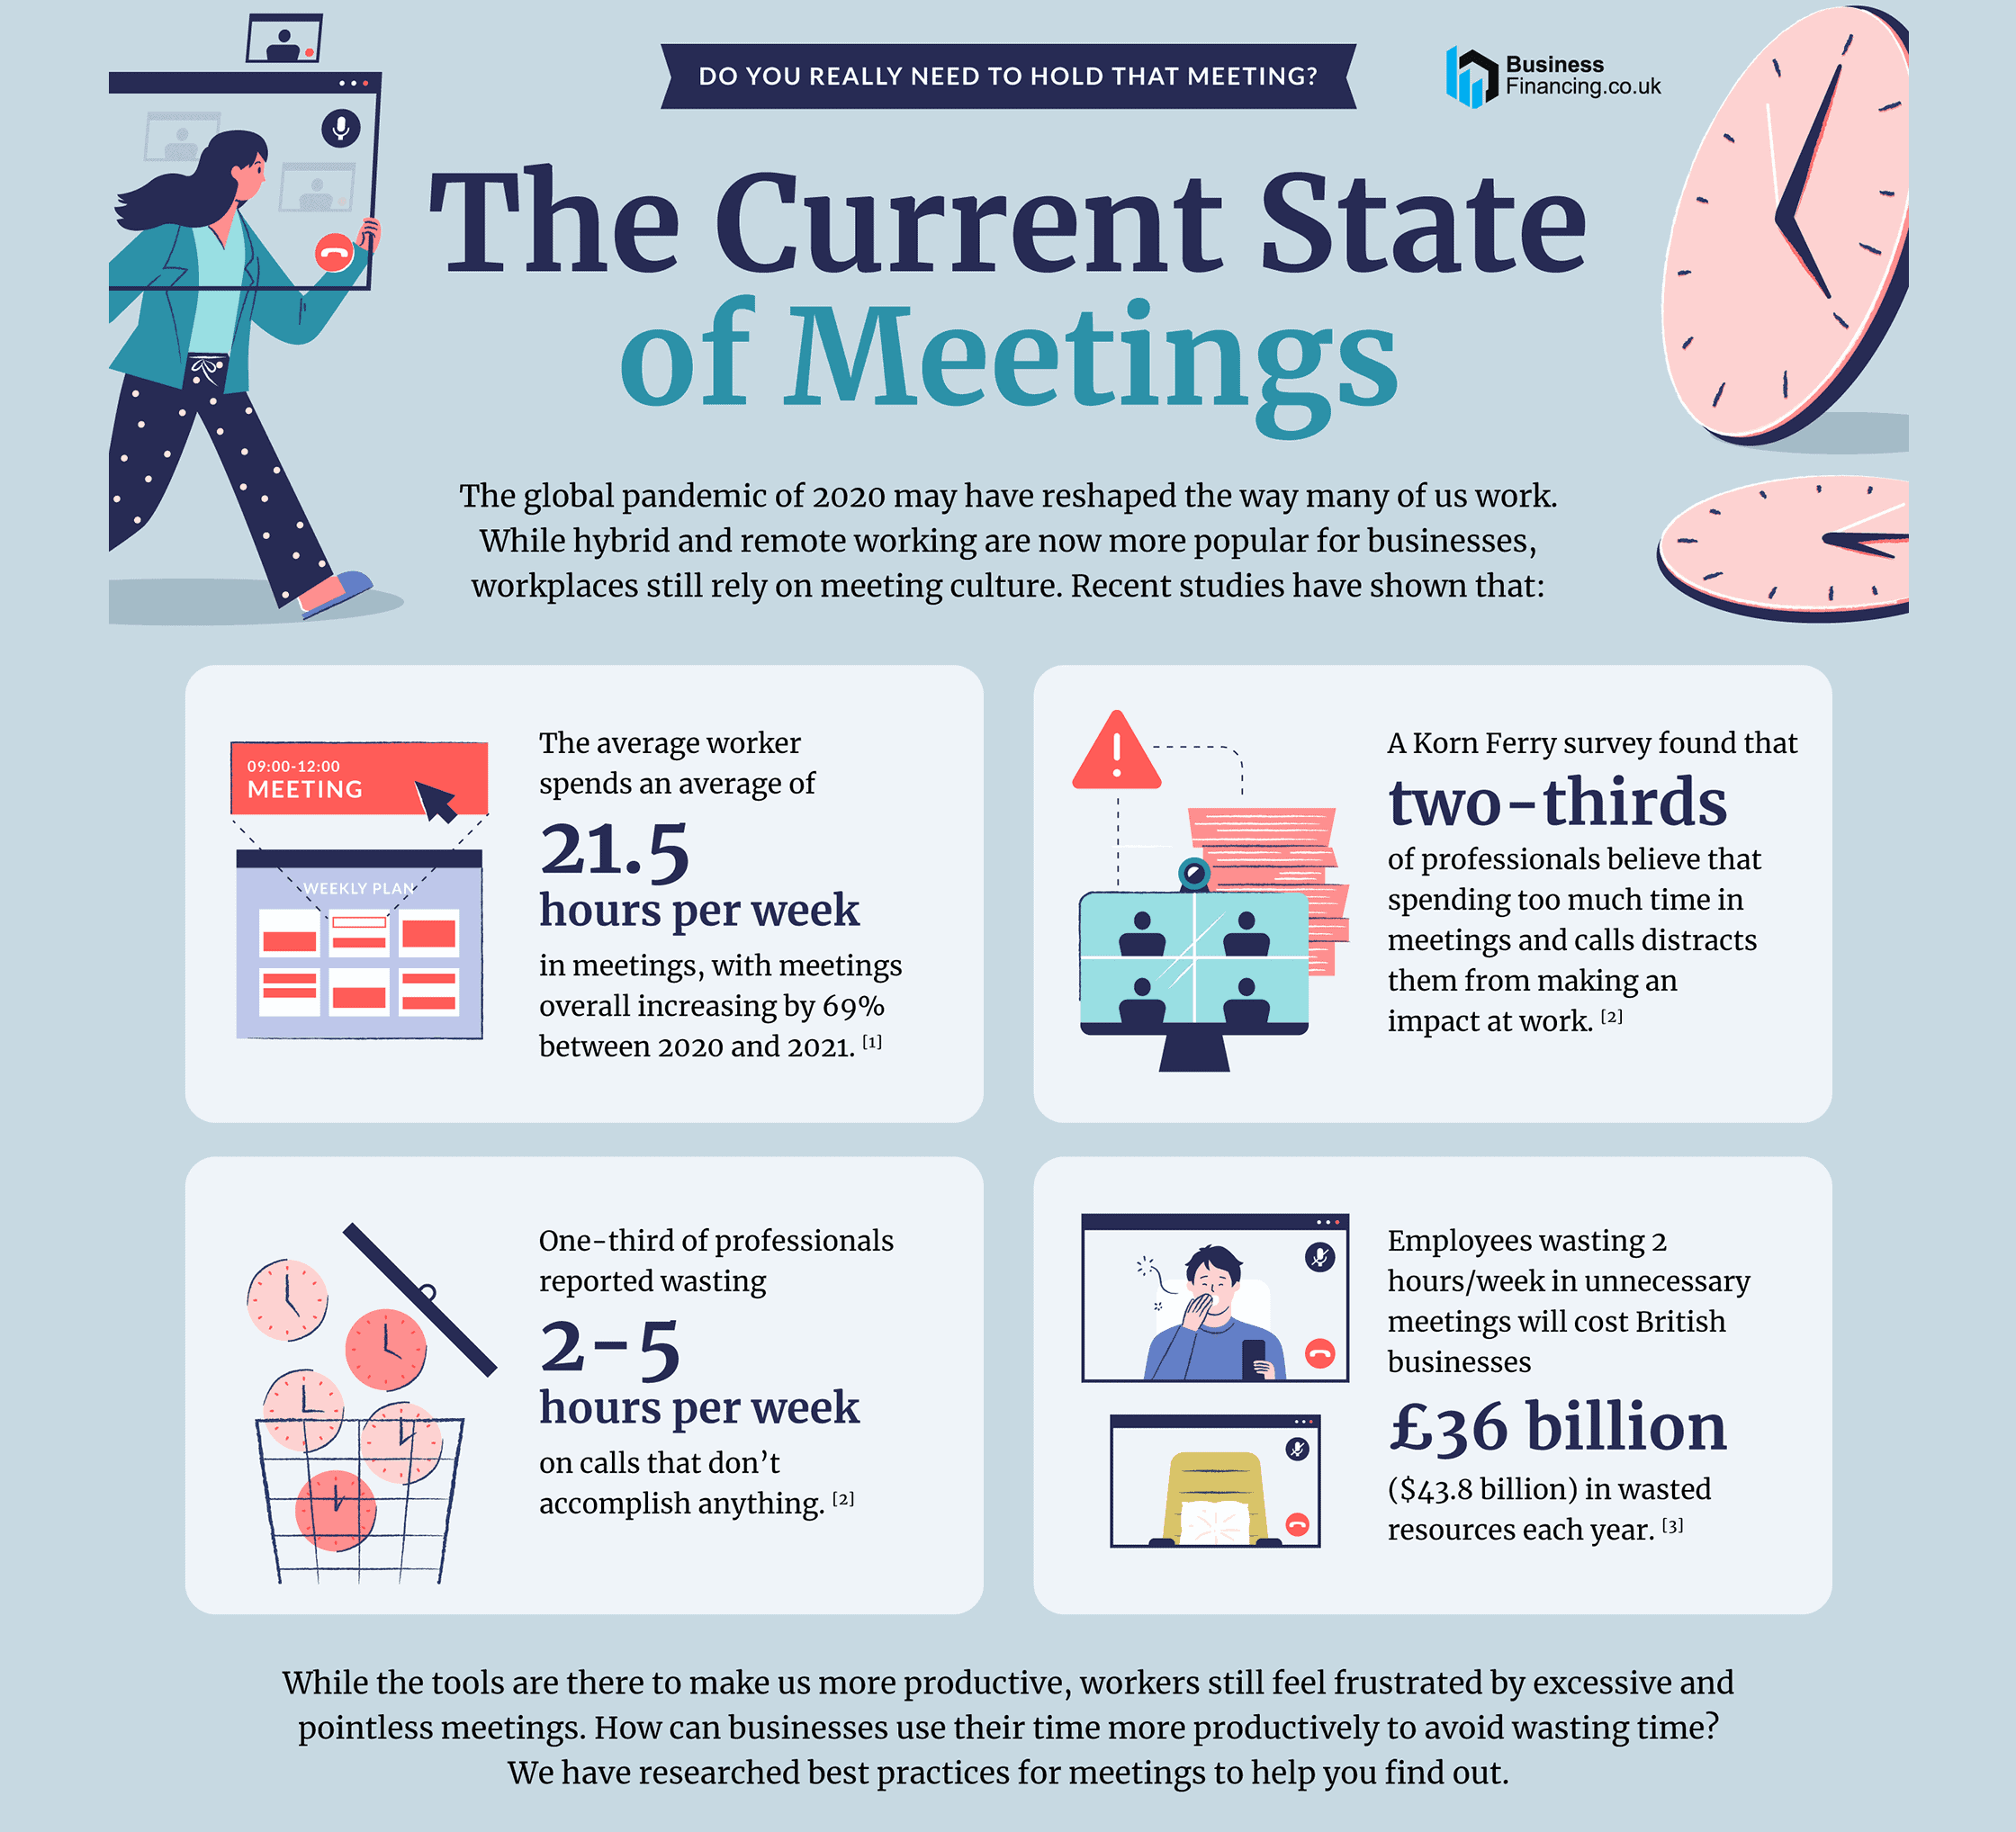 DO YOU REALLY NEED TO HOLD THAT MEETING?
Business
Financing.co.uk
The Current State
of Meetings
The global pandemic of 2020 may have reshaped the way many of us work.
While hybrid and remote working are now more popular for businesses,
workplaces still rely on meeting culture. Recent studies have shown that:
09:00-12:00
MEETING
WEEKLY PLAN
The average worker
spends an average of
21.5
hours per week
in meetings, with meetings
overall increasing by 69%
between 2020 and 2021. [1]
A Korn Ferry survey found that
two-thirds
of professionals believe that
spending too much time in
meetings and calls distracts
them from making an
impact at work. [2]
One-third of professionals
reported wasting
2-5
hours per week
on calls that don’t
accomplish anything. [2]
Employees wasting 2
hours/week in unnecessary
meetings will cost British
businesses
£36 billion
($43.8 billion) in wasted
resources each year. [3]
While the tools are there to make us more productive, workers still feel frustrated by excessive and
pointless meetings. How can businesses use their time more productively to avoid wasting time?
We have researched best practices for meetings to help you find out.